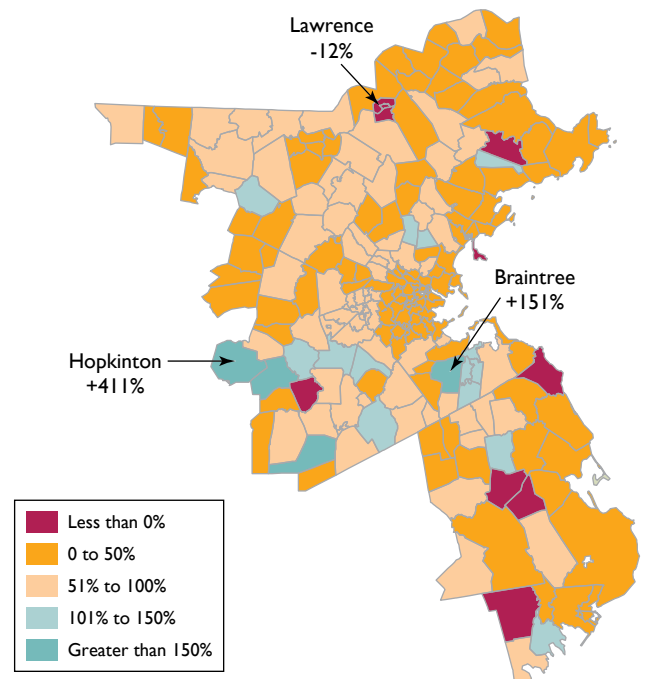 Lawrence
-12%
Braintree
+151%
Hopkinton
+411%
Less than 0%
0 to 50%
51% to 100%
101% to 150%
Greater than 150%